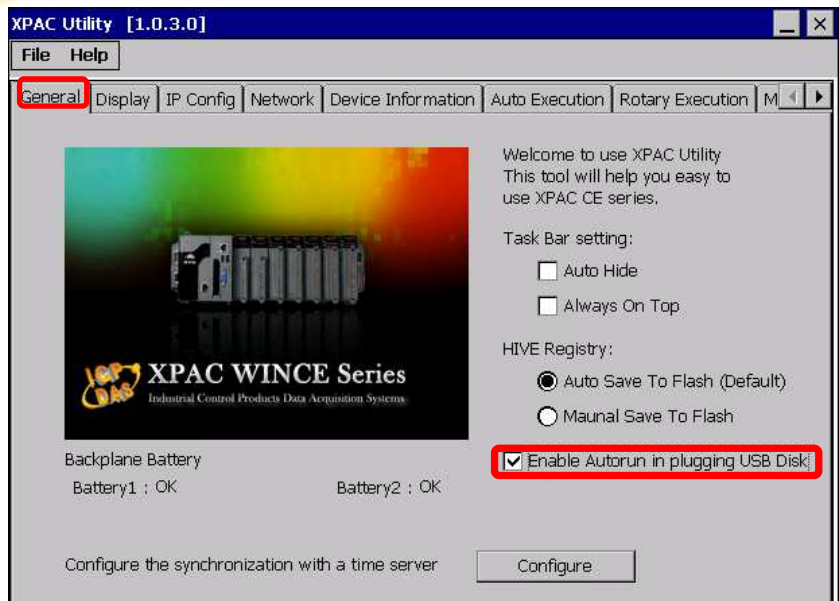 XPAC Utility [1.0.3.0]
File Help
General Display IP Config Network Device Information Auto Execution Rotary Execution M
Welcome to use XPAC Utility
This tool will help you easy to
use XPAC CE series.
Task Bar setting:
Auto Hide
Always On Top
HIVE Registry:
Auto Save To Flash (Default)
Maunal Save To Flash
Enable Autorun in plugging USB Disk
ICP DAS
XPAC WINCE Series
Industrial Control Products Data Acquisition Systems
Backplane Battery
Battery1 : OK Battery2 : OK
Configure the synchronization with a time server Configure